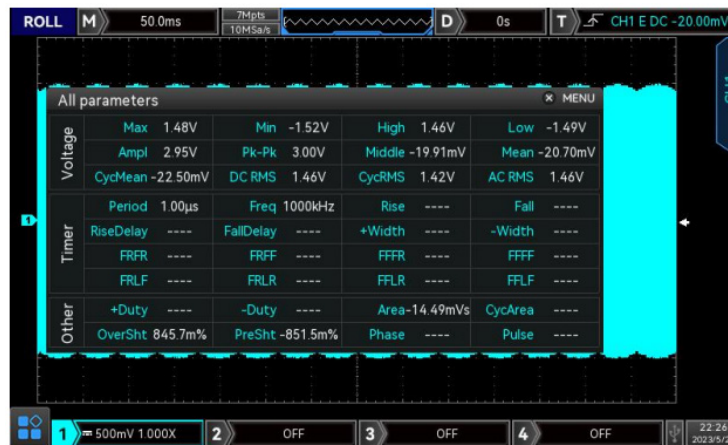 ROLL M 50.0ms 7Mpts 10MSa/s D 0s T CH1 E DC -20.00mV
All parameters MENU
Voltage
Max 1.48V Min -1.52V High 1.46V Low -1.49V
Ampl 2.95V Pk-Pk 3.00V Middle -19.91mV Mean -20.70mV
CycMean -22.50mV DC RMS 1.46V CycRMS 1.42V AC RMS 1.46V
Timer
Period 1.00µs Freq 1000kHz Rise ---- Fall ----
RiseDelay ---- FallDelay ---- +Width ---- -Width ----
FRFR ---- FRFF ---- FFFR ---- FFFF ----
FRLF ---- FRLR ---- FFLR ---- FFLF ----
Other
+Duty ---- -Duty ---- Area -14.49mVs CycArea ----
OverSht 845.7m% PreSht -851.5m% Phase ---- Pulse ----
1
1 500mV 1.000X 2 OFF 3 OFF 4 OFF 22:24